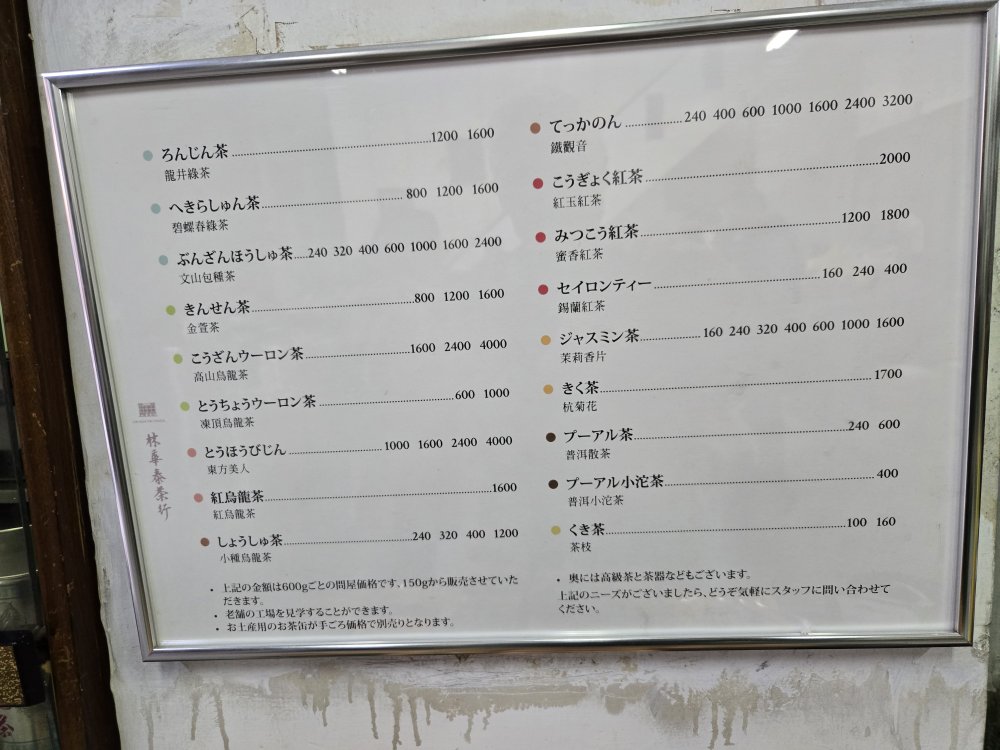 ろんじん茶 1200 1600
龍井綠茶
へきらしゅん茶 800 1200 1600
碧螺春綠茶
ぶんざんほうしゅ茶 240 320 400 600 1000 1600 2400
文山包種茶
きんせん茶 800 1200 1600
金萱茶
こうざんウーロン茶 1600 2400 4000
高山烏龍茶
とうちょうウーロン茶 600 1000
凍頂烏龍茶
とうほうびじん 1000 1600 2400 4000
東方美人
紅烏龍茶 1600
紅烏龍茶
しょうしゅ茶 240 320 400 1200
小種烏龍茶
• 上記の金額は600gごとの問屋価格です、150gから販売させていた
だきます。
• 老舗の工場を見学することができます。
• お土産用のお茶缶が手ごろ価格で別売りとなります。
てっかのん 240 400 600 1000 1600 2400 3200
鐵觀音
こうぎょく紅茶 2000
紅玉紅茶
みつこう紅茶 1200 1800
蜜香紅茶
セイロンティー 160 240 400
錫蘭紅茶
ジャスミン茶 160 240 320 400 600 1000 1600
茉莉香片
きく茶 1700
杭菊花
プーアル茶 240 600
普洱散茶
プーアル小沱茶 400
普洱小沱茶
くき茶 100 160
茶枝
• 奥には高級茶と茶器などもございます。
上記のニーズがございましたら、どうぞ気軽にスタッフに問い合わせて
ください。
林華泰茶行